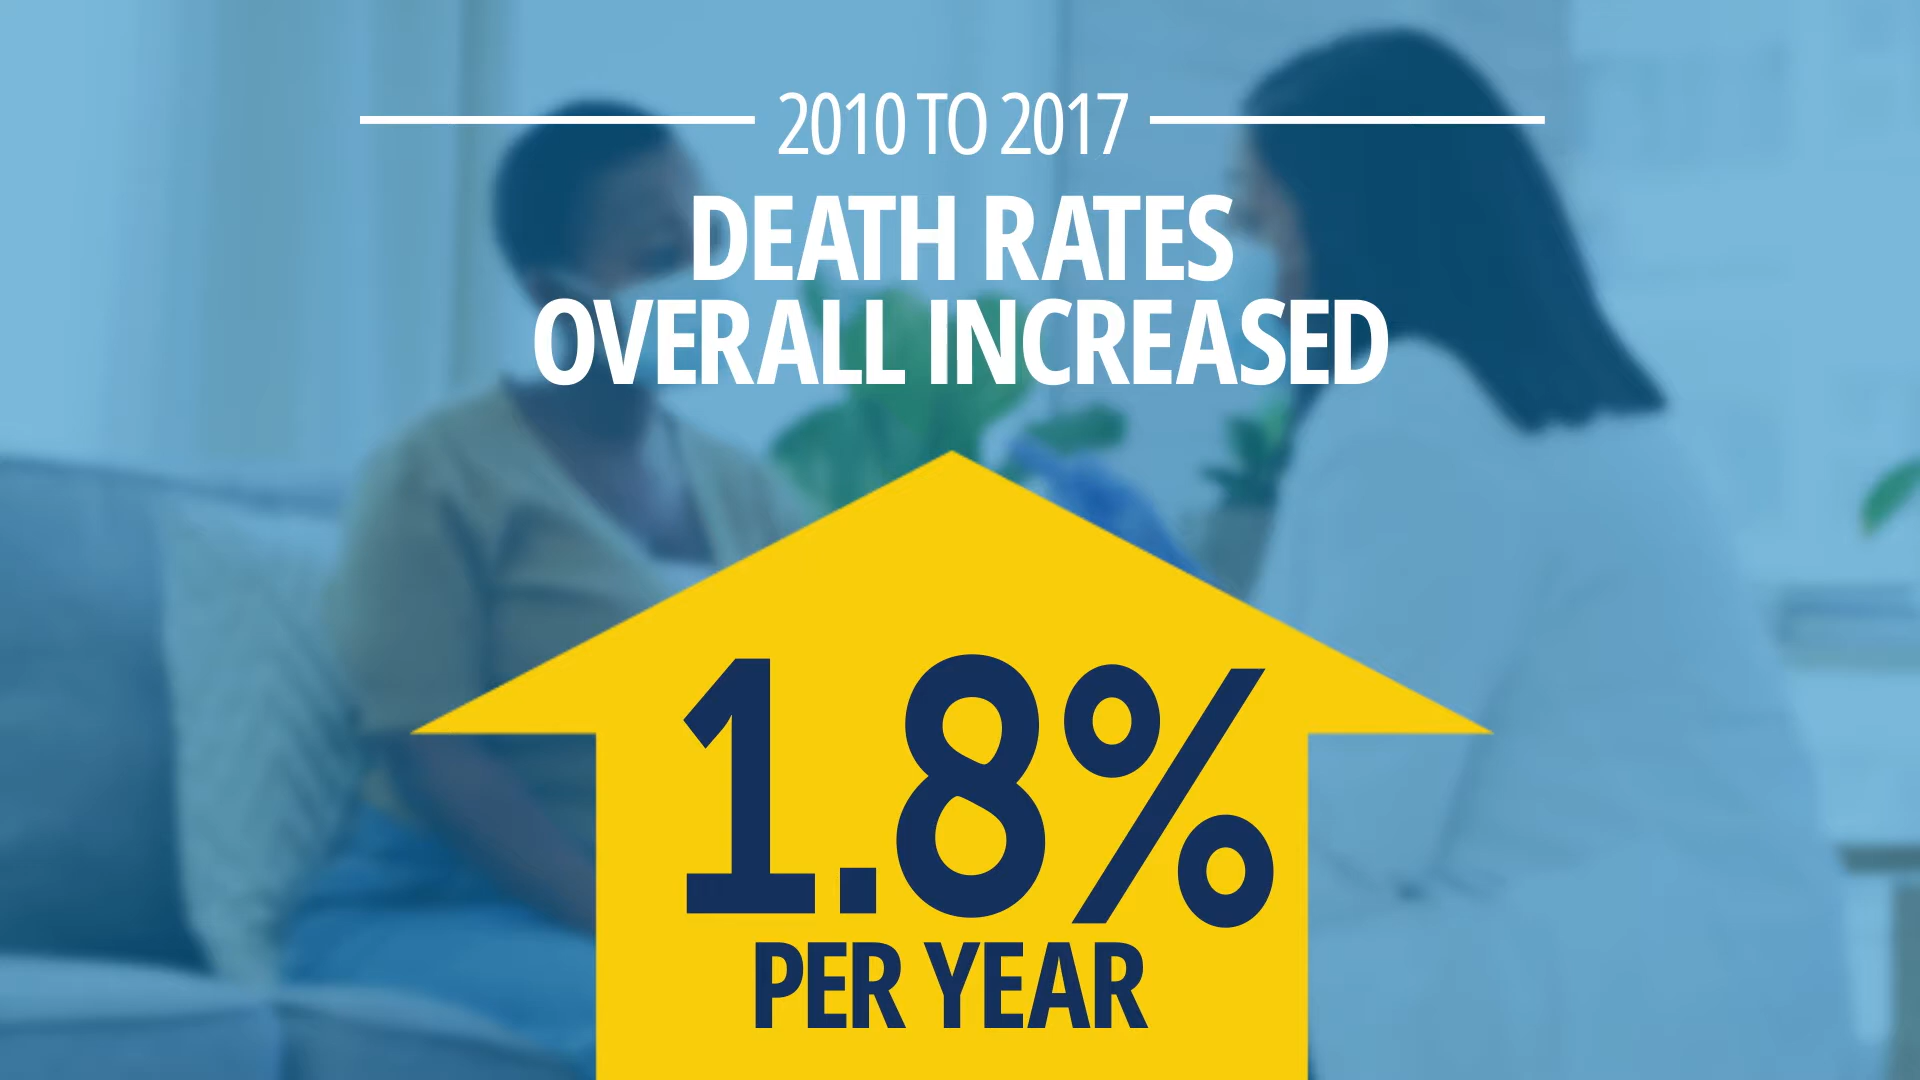 2010 TO 2017
DEATH RATES
OVERALL INCREASED
1.8%
PER YEAR